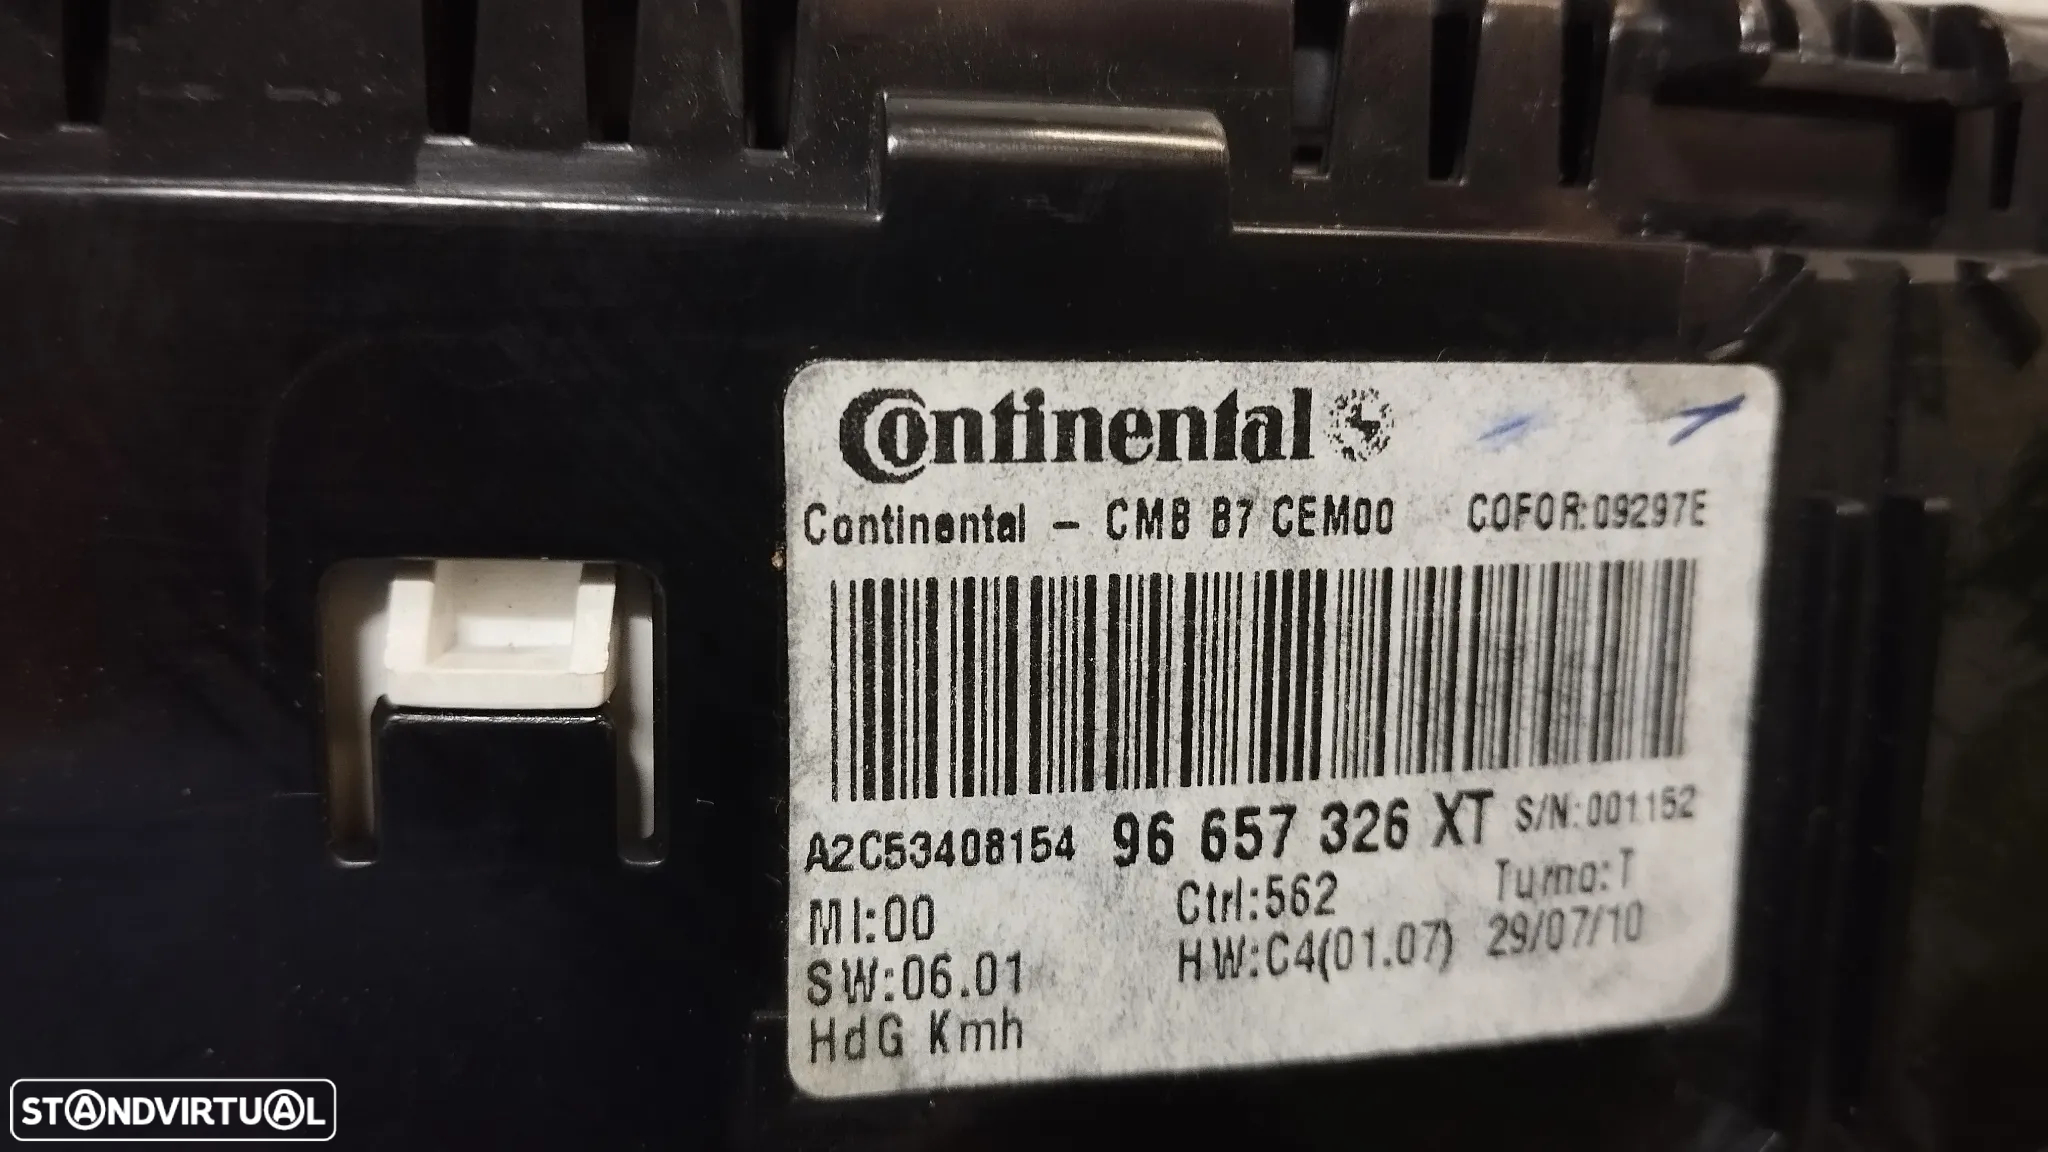 Continental
Continental - CMB B7 CEM00 COFOR:09297E
A2C53408154 96 657 326 XT S/N:001152
MI:00 Ctrl:562 Turno:T
SW:06.01 HW:C4(01.07) 29/07/10
HdG Kmh
STANDVIRTUAL